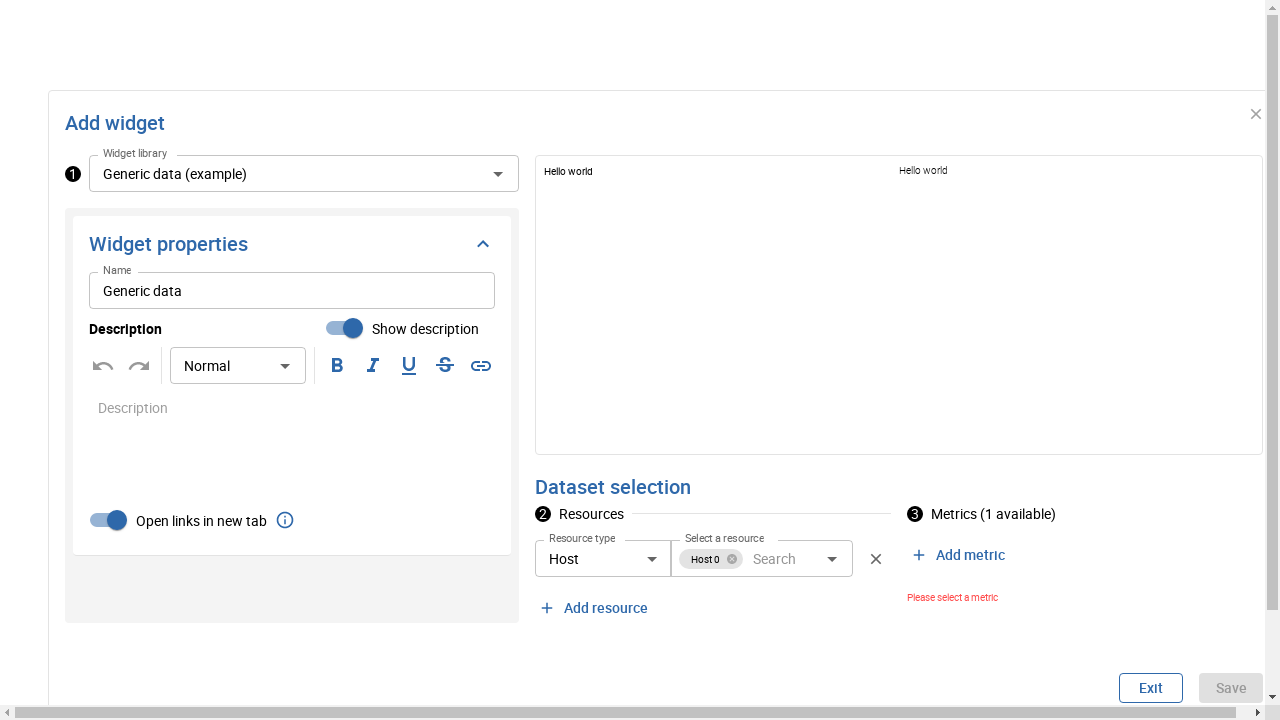 Add widget
1
Widget library
Generic data (example)
Widget properties
Name
Generic data
Description
Show description
Normal
B I U S
Description
Open links in new tab
Hello world
Hello world
Dataset selection
2 Resources
Resource type
Host
Select a resource
Host 0
Search
Add resource
3 Metrics (1 available)
Add metric
Please select a metric
Exit
Save